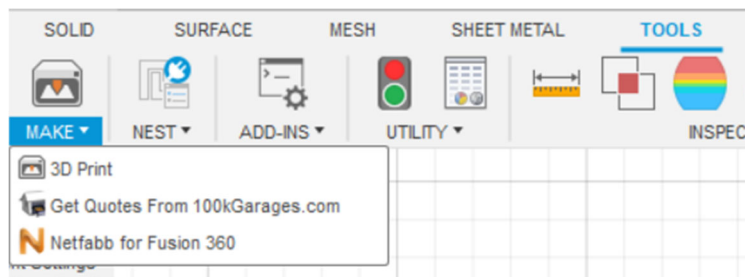 SOLID SURFACE MESH SHEET METAL TOOLS
MAKE NEST ADD-INS UTILITY INSPEC
3D Print
Get Quotes From 100kGarages.com
Netfabb for Fusion 360